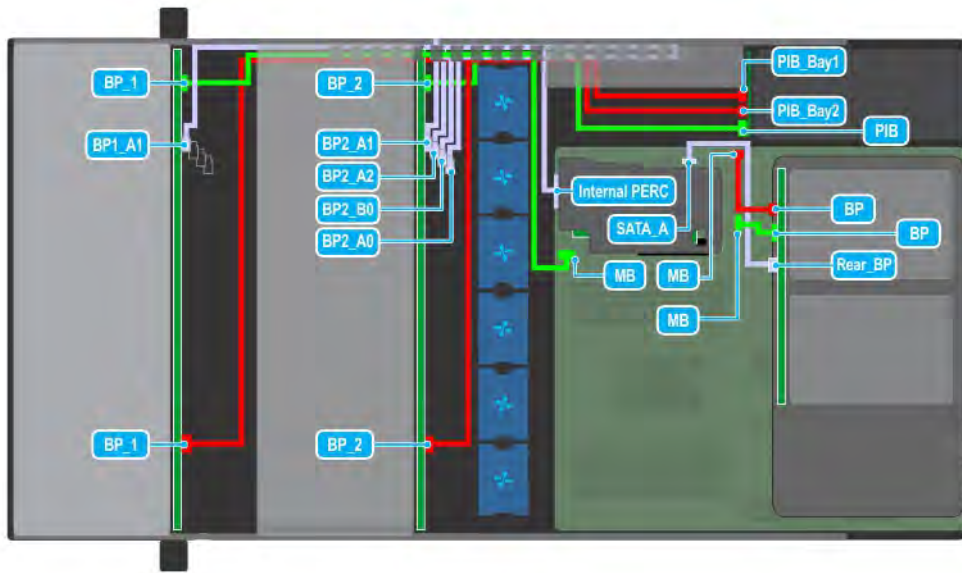 BP_1
BP_2
PIB_Bay1
PIB_Bay2
PIB
BP1_A1
BP2_A1
BP2_A2
BP2_B0
BP2_A0
Internal PERC
SATA_A
BP
BP
Rear_BP
MB
MB
MB
BP_1
BP_2